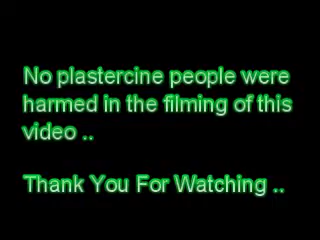 No plastercine people were
harmed in the filming of this
video ..
Thank You For Watching ..